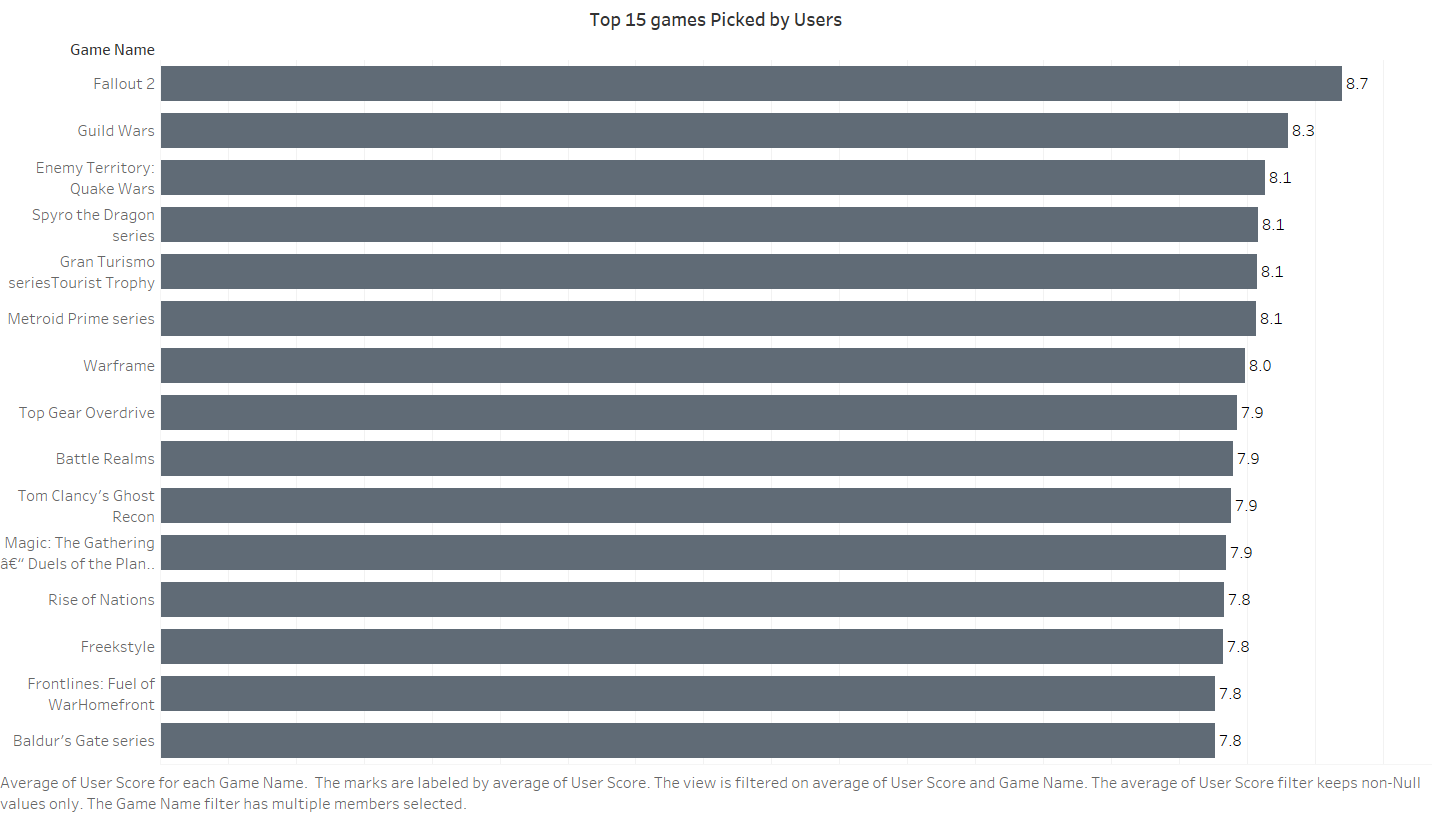 Top 15 games Picked by Users
Game Name
Fallout 2
8.7
Guild Wars
8.3
Enemy Territory:
Quake Wars
8.1
Spyro the Dragon
series
8.1
Gran Turismo
seriesTourist Trophy
8.1
Metroid Prime series
8.1
Warframe
8.0
Top Gear Overdrive
7.9
Battle Realms
7.9
Tom Clancy’s Ghost
Recon
7.9
Magic: The Gathering
â€“ Duels of the Plan..
7.9
Rise of Nations
7.8
Freekstyle
7.8
Frontlines: Fuel of
WarHomefront
7.8
Baldur’s Gate series
7.8
Average of User Score for each Game Name.  The marks are labeled by average of User Score. The view is filtered on average of User Score and Game Name. The average of User Score filter keeps non-Null
values only. The Game Name filter has multiple members selected.